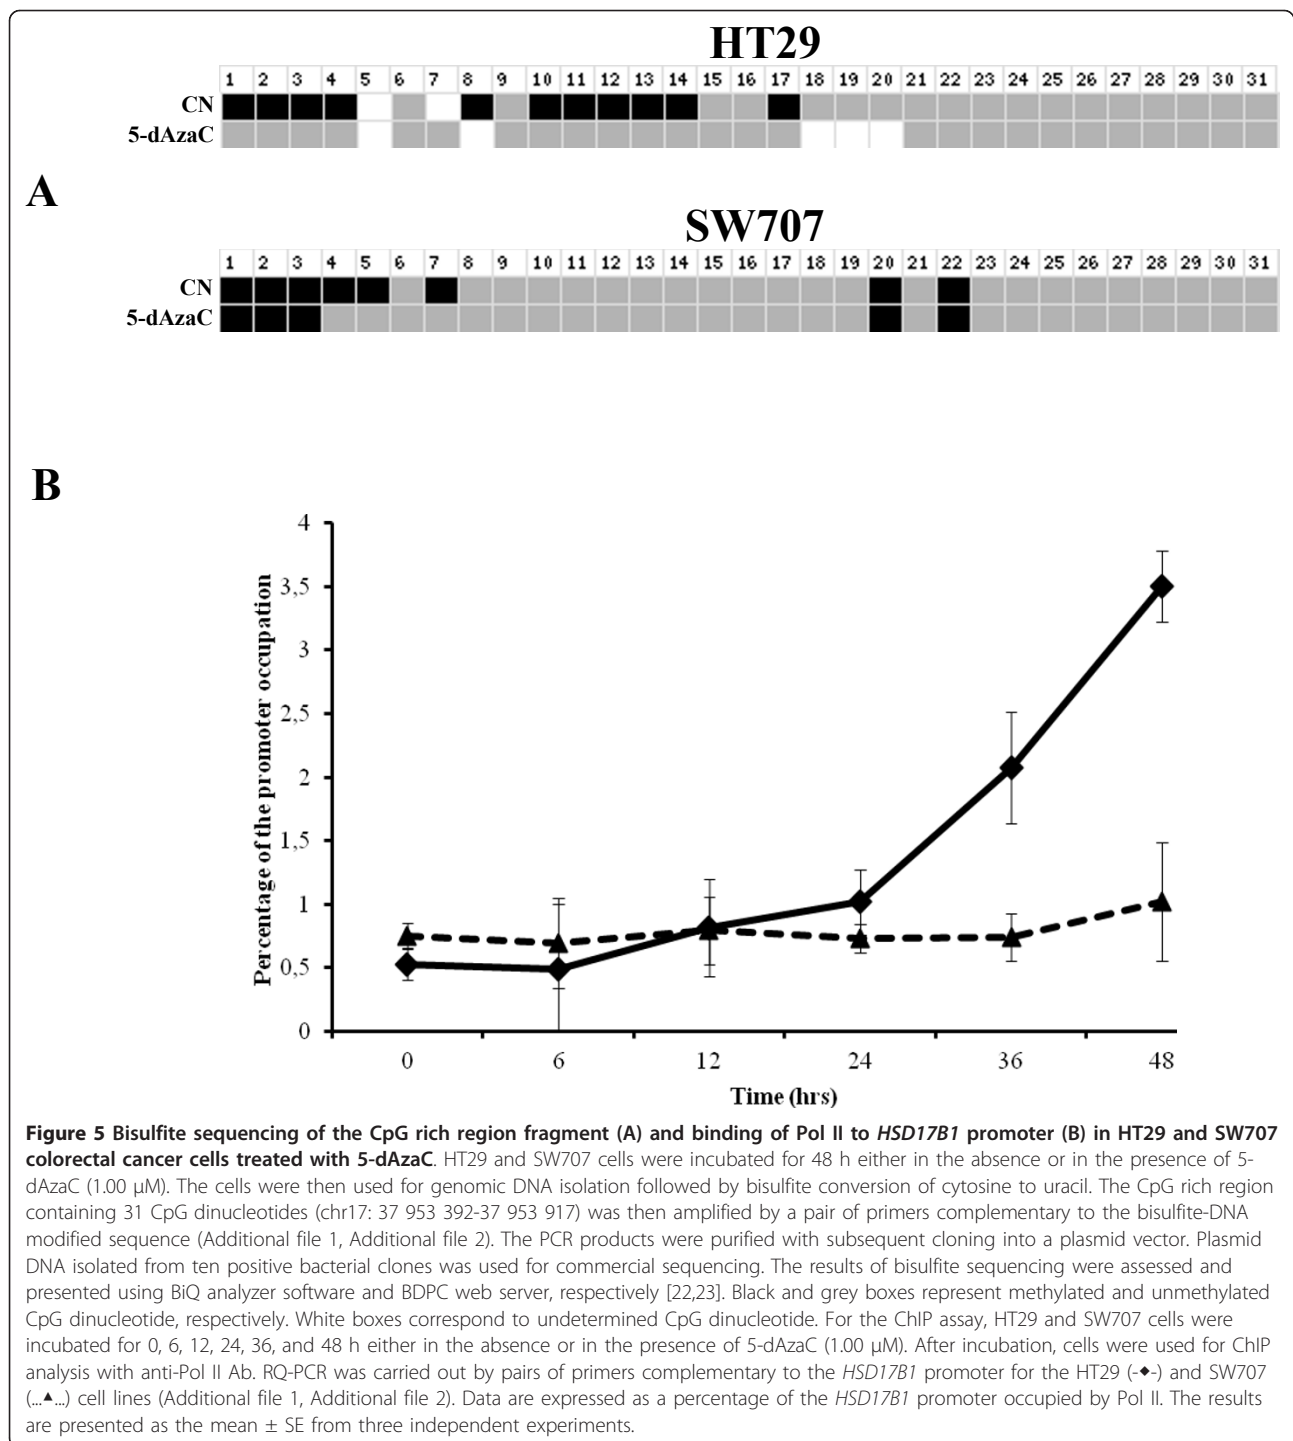 HT29
1 2 3 4 5 6 7 8 9 10 11 12 13 14 15 16 17 18 19 20 21 22 23 24 25 26 27 28 29 30 31
CN
5-dAzaC
A
SW707
1 2 3 4 5 6 7 8 9 10 11 12 13 14 15 16 17 18 19 20 21 22 23 24 25 26 27 28 29 30 31
CN
5-dAzaC
B
Percentage of the promoter occupation
4
3,5
3
2,5
2
1,5
1
0,5
0
0 6 12 24 36 48
Time (hrs)
Figure 5 Bisulfite sequencing of the CpG rich region fragment (A) and binding of Pol II to HSD17B1 promoter (B) in HT29 and SW707
colorectal cancer cells treated with 5-dAzaC. HT29 and SW707 cells were incubated for 48 h either in the absence or in the presence of 5-
dAzaC (1.00 μM). The cells were then used for genomic DNA isolation followed by bisulfite conversion of cytosine to uracil. The CpG rich region
containing 31 CpG dinucleotides (chr17: 37 953 392-37 953 917) was then amplified by a pair of primers complementary to the bisulfite-DNA
modified sequence (Additional file 1, Additional file 2). The PCR products were purified with subsequent cloning into a plasmid vector. Plasmid
DNA isolated from ten positive bacterial clones was used for commercial sequencing. The results of bisulfite sequencing were assessed and
presented using BiQ analyzer software and BDPC web server, respectively [22,23]. Black and grey boxes represent methylated and unmethylated
CpG dinucleotide, respectively. White boxes correspond to undetermined CpG dinucleotide. For the ChIP assay, HT29 and SW707 cells were
incubated for 0, 6, 12, 24, 36, and 48 h either in the absence or in the presence of 5-dAzaC (1.00 μM). After incubation, cells were used for ChIP
analysis with anti-Pol II Ab. RQ-PCR was carried out by pairs of primers complementary to the HSD17B1 promoter for the HT29 (-◆-) and SW707
(...▲...) cell lines (Additional file 1, Additional file 2). Data are expressed as a percentage of the HSD17B1 promoter occupied by Pol II. The results
are presented as the mean ± SE from three independent experiments.